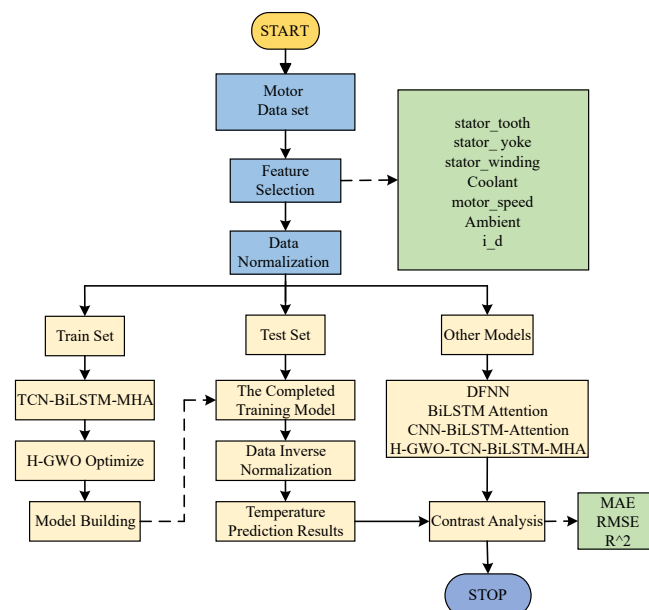 START
Motor
Data set
stator_tooth
stator_ yoke
stator_winding
Coolant
motor_speed
Ambient
i_d
Feature
Selection
Data
Normalization
Train Set
Test Set
Other Models
TCN-BiLSTM-MHA
The Completed
Training Model
DFNN
BiLSTM Attention
CNN-BiLSTM-Attention
H-GWO-TCN-BiLSTM-MHA
H-GWO Optimize
Data Inverse
Normalization
Model Building
Temperature
Prediction Results
Contrast Analysis
MAE
RMSE
R^2
STOP